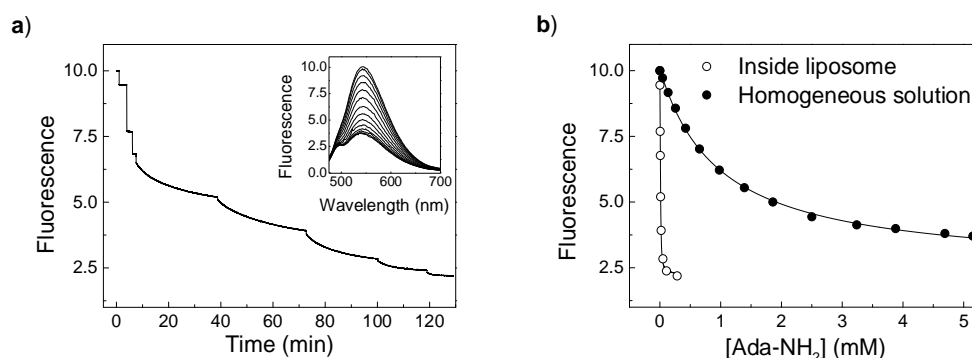 a)
Fluorescence
10.0
7.5
5.0
2.5
0 20 40 60 80 100 120
Time (min)
Fluorescence
10.0
7.5
5.0
2.5
0.0
500 600 700
Wavelength (nm)
b)
Fluorescence
10.0
7.5
5.0
2.5
0 1 2 3 4 5
[Ada-NH2] (mM)
Inside liposome
Homogeneous solution